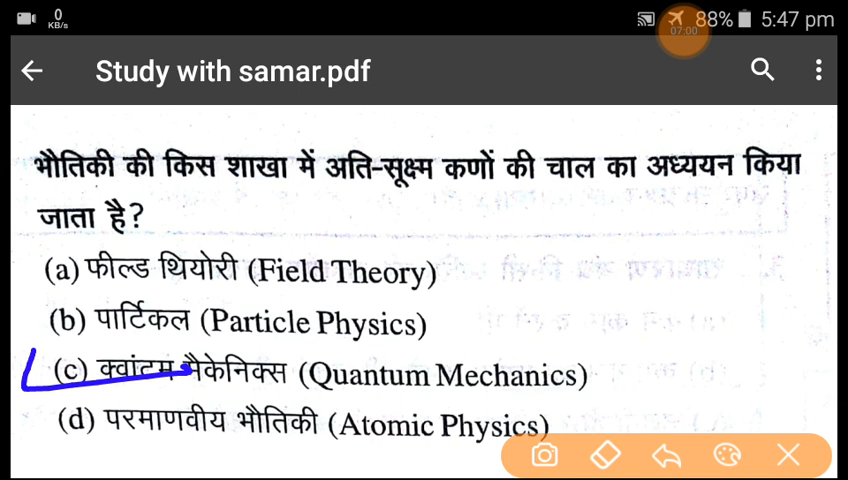 0
KB/s
88%
5:47 pm
07:00
Study with samar.pdf
भौतिकी की किस शाखा में अति-सूक्ष्म कणों की चाल का अध्ययन किया
जाता है?
(a) फील्ड थियोरी (Field Theory)
(b) पार्टिकल (Particle Physics)
(c) क्वांटम मैकेनिक्स (Quantum Mechanics)
(d) परमाणवीय भौतिकी (Atomic Physics)